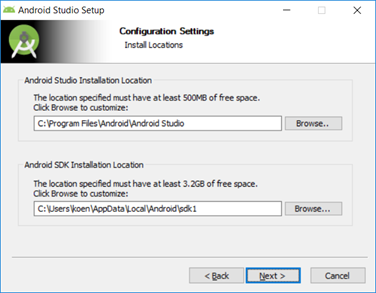 Android Studio Setup
Configuration Settings
Install Locations
Android Studio Installation Location
The location specified must have at least 500MB of free space.
Click Browse to customize:
C:\Program Files\Android\Android Studio
Browse..
Android SDK Installation Location
The location specified must have at least 3.2GB of free space.
Click Browse to customize:
C:\Users\koen\AppData\Local\Android\sdk1
Browse...
< Back
Next >
Cancel